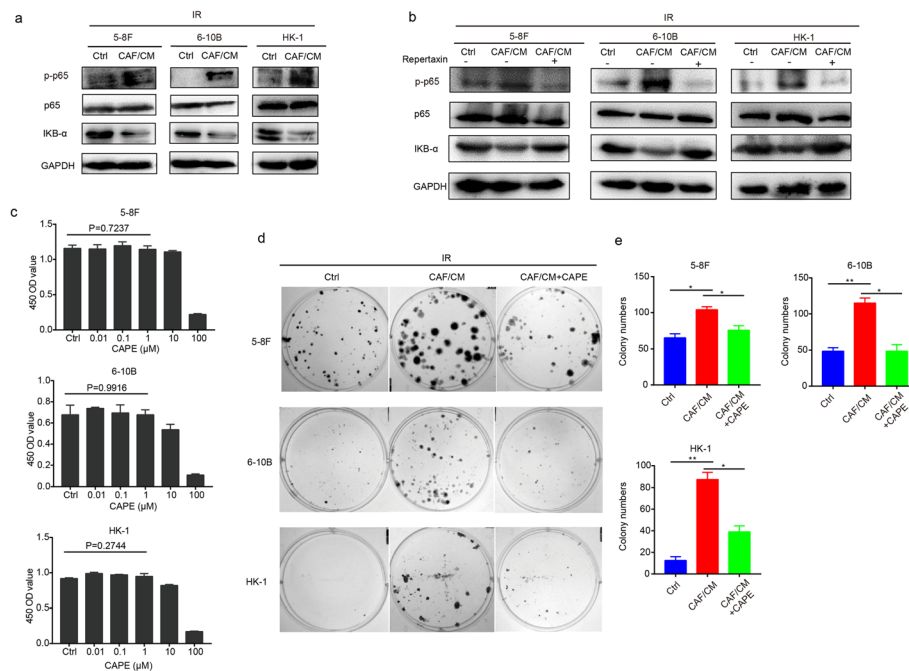 a
IR
5-8F 6-10B HK-1
Ctrl CAF/CM Ctrl CAF/CM Ctrl CAF/CM
p-p65
p65
IKB-α
GAPDH
b
IR
5-8F 6-10B HK-1
Ctrl CAF/CM CAF/CM Ctrl CAF/CM CAF/CM Ctrl CAF/CM CAF/CM
Repertaxin - - + - - + - - +
p-p65
p65
IKB-α
GAPDH
c
5-8F
P=0.7237
450 OD value
1.5
1.0
0.5
0.0
Ctrl 0.01 0.1 1 10 100
CAPE (μM)
6-10B
P=0.9916
450 OD value
1.0
0.8
0.6
0.4
0.2
0.0
Ctrl 0.01 0.1 1 10 100
CAPE (μM)
HK-1
P=0.2744
450 OD value
1.5
1.0
0.5
0.0
Ctrl 0.01 0.1 1 10 100
CAPE (μM)
d
IR
Ctrl CAF/CM CAF/CM+CAPE
5-8F
6-10B
HK-1
e
5-8F
* *
Colony numbers
150
100
50
0
Ctrl
CAF/CM
CAF/CM
+CAPE
6-10B
** *
Colony numbers
150
100
50
0
Ctrl
CAF/CM
CAF/CM
+CAPE
HK-1
** *
Colony numbers
100
80
60
40
20
0
Ctrl
CAF/CM
CAF/CM
+CAPE